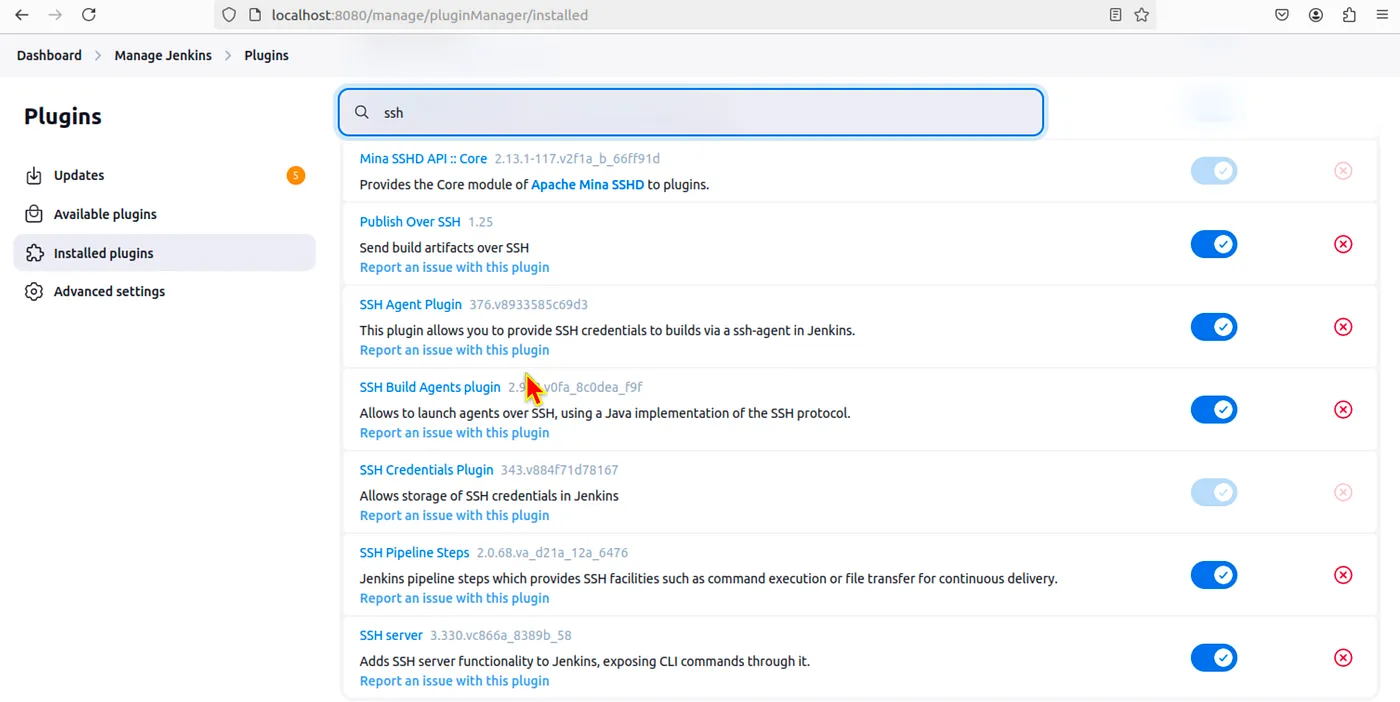 localhost:8080/manage/pluginManager/installed
Dashboard > Manage Jenkins > Plugins
Plugins
Updates 5
Available plugins
Installed plugins
Advanced settings
ssh
Mina SSHD API :: Core 2.13.1-117.v2f1a_b_66ff91d
Provides the Core module of Apache Mina SSHD to plugins.
Publish Over SSH 1.25
Send build artifacts over SSH
Report an issue with this plugin
SSH Agent Plugin 376.v8933585c69d3
This plugin allows you to provide SSH credentials to builds via a ssh-agent in Jenkins.
Report an issue with this plugin
SSH Build Agents plugin
Allows to launch agents over SSH, using a Java implementation of the SSH protocol.
Report an issue with this plugin
SSH Credentials Plugin 343.v884f71d78167
Allows storage of SSH credentials in Jenkins
Report an issue with this plugin
SSH Pipeline Steps 2.0.68.va_d21a_12a_6476
Jenkins pipeline steps which provides SSH facilities such as command execution or file transfer for continuous delivery.
Report an issue with this plugin
SSH server 3.330.vc866a_8389b_58
Adds SSH server functionality to Jenkins, exposing CLI commands through it.
Report an issue with this plugin